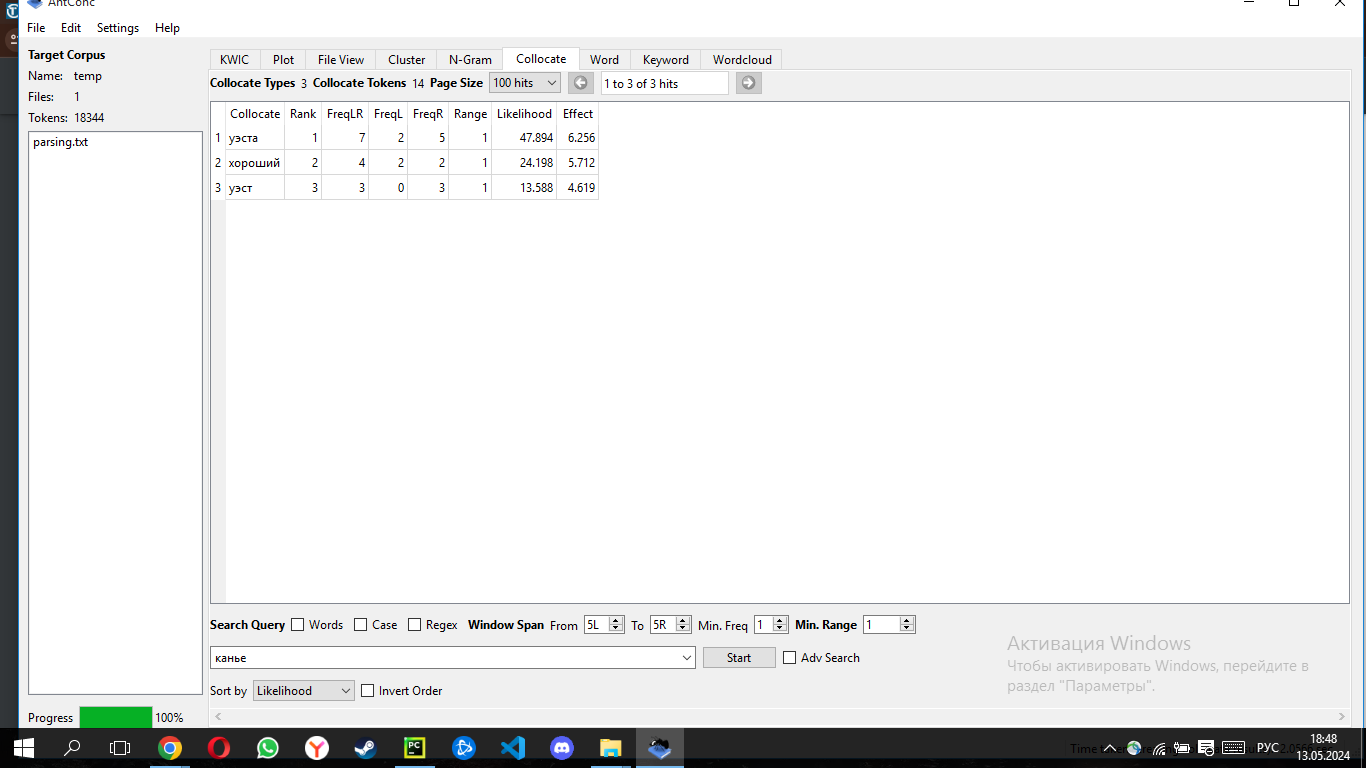 AntConc
File Edit Settings Help
Target Corpus
Name: temp
Files: 1
Tokens: 18344
parsing.txt
Progress 100%
KWIC Plot File View Cluster N-Gram Collocate Word Keyword Wordcloud
Collocate Types 3 Collocate Tokens 14 Page Size 100 hits 1 to 3 of 3 hits
Collocate Rank FreqLR FreqL FreqR Range Likelihood Effect
1 уэста 1 7 2 5 1 47.894 6.256
2 хороший 2 4 2 2 1 24.198 5.712
3 уэст 3 3 0 3 1 13.588 4.619
Search Query Words Case Regex Window Span From 5L To 5R Min. Freq 1 Min. Range 1
канье Start Adv Search
Sort by Likelihood Invert Order
Активация Windows
Чтобы активировать Windows, перейдите в
раздел "Параметры".
РУС
18:48
13.05.2024